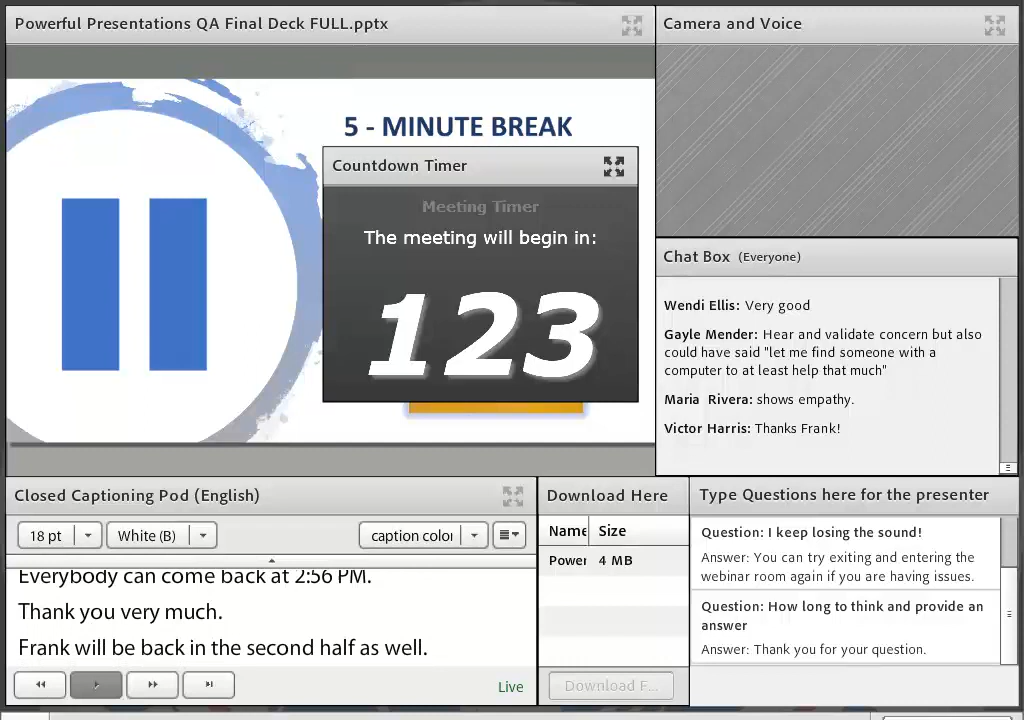 Powerful Presentations QA Final Deck FULL.pptx
5 - MINUTE BREAK
Countdown Timer
Meeting Timer
The meeting will begin in:
123
Camera and Voice
Chat Box (Everyone)
Wendi Ellis: Very good
Gayle Mender: Hear and validate concern but also
could have said "let me find someone with a
computer to at least help that much"
Maria Rivera: shows empathy.
Victor Harris: Thanks Frank!
Closed Captioning Pod (English)
18 pt
White (B)
caption color
Everybody can come back at 2:56 PM.
Thank you very much.
Frank will be back in the second half as well.
Live
Download Here
Name Size
Power 4 MB
Download F...
Type Questions here for the presenter
Question: I keep losing the sound!
Answer: You can try exiting and entering the
webinar room again if you are having issues.
Question: How long to think and provide an
answer
Answer: Thank you for your question.